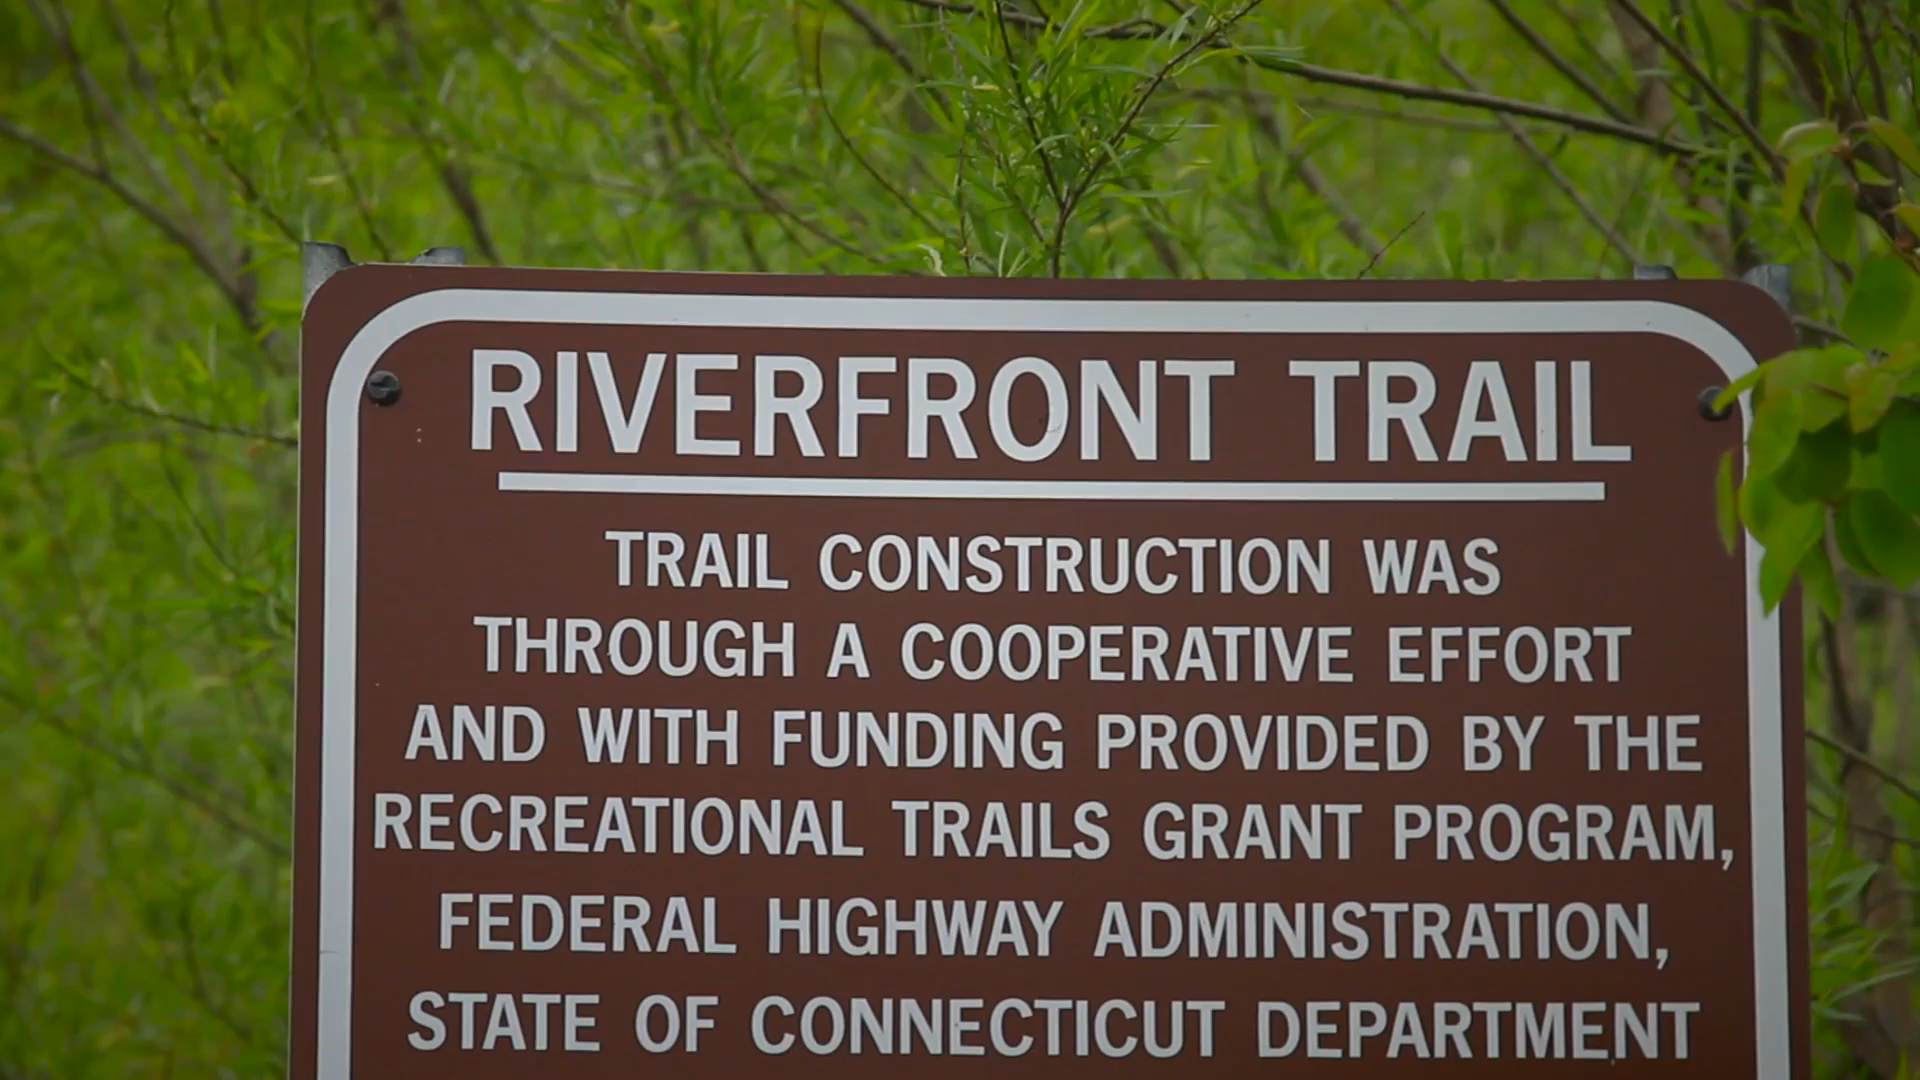 RIVERFRONT TRAIL
TRAIL CONSTRUCTION WAS
THROUGH A COOPERATIVE EFFORT
AND WITH FUNDING PROVIDED BY THE
RECREATIONAL TRAILS GRANT PROGRAM,
FEDERAL HIGHWAY ADMINISTRATION,
STATE OF CONNECTICUT DEPARTMENT